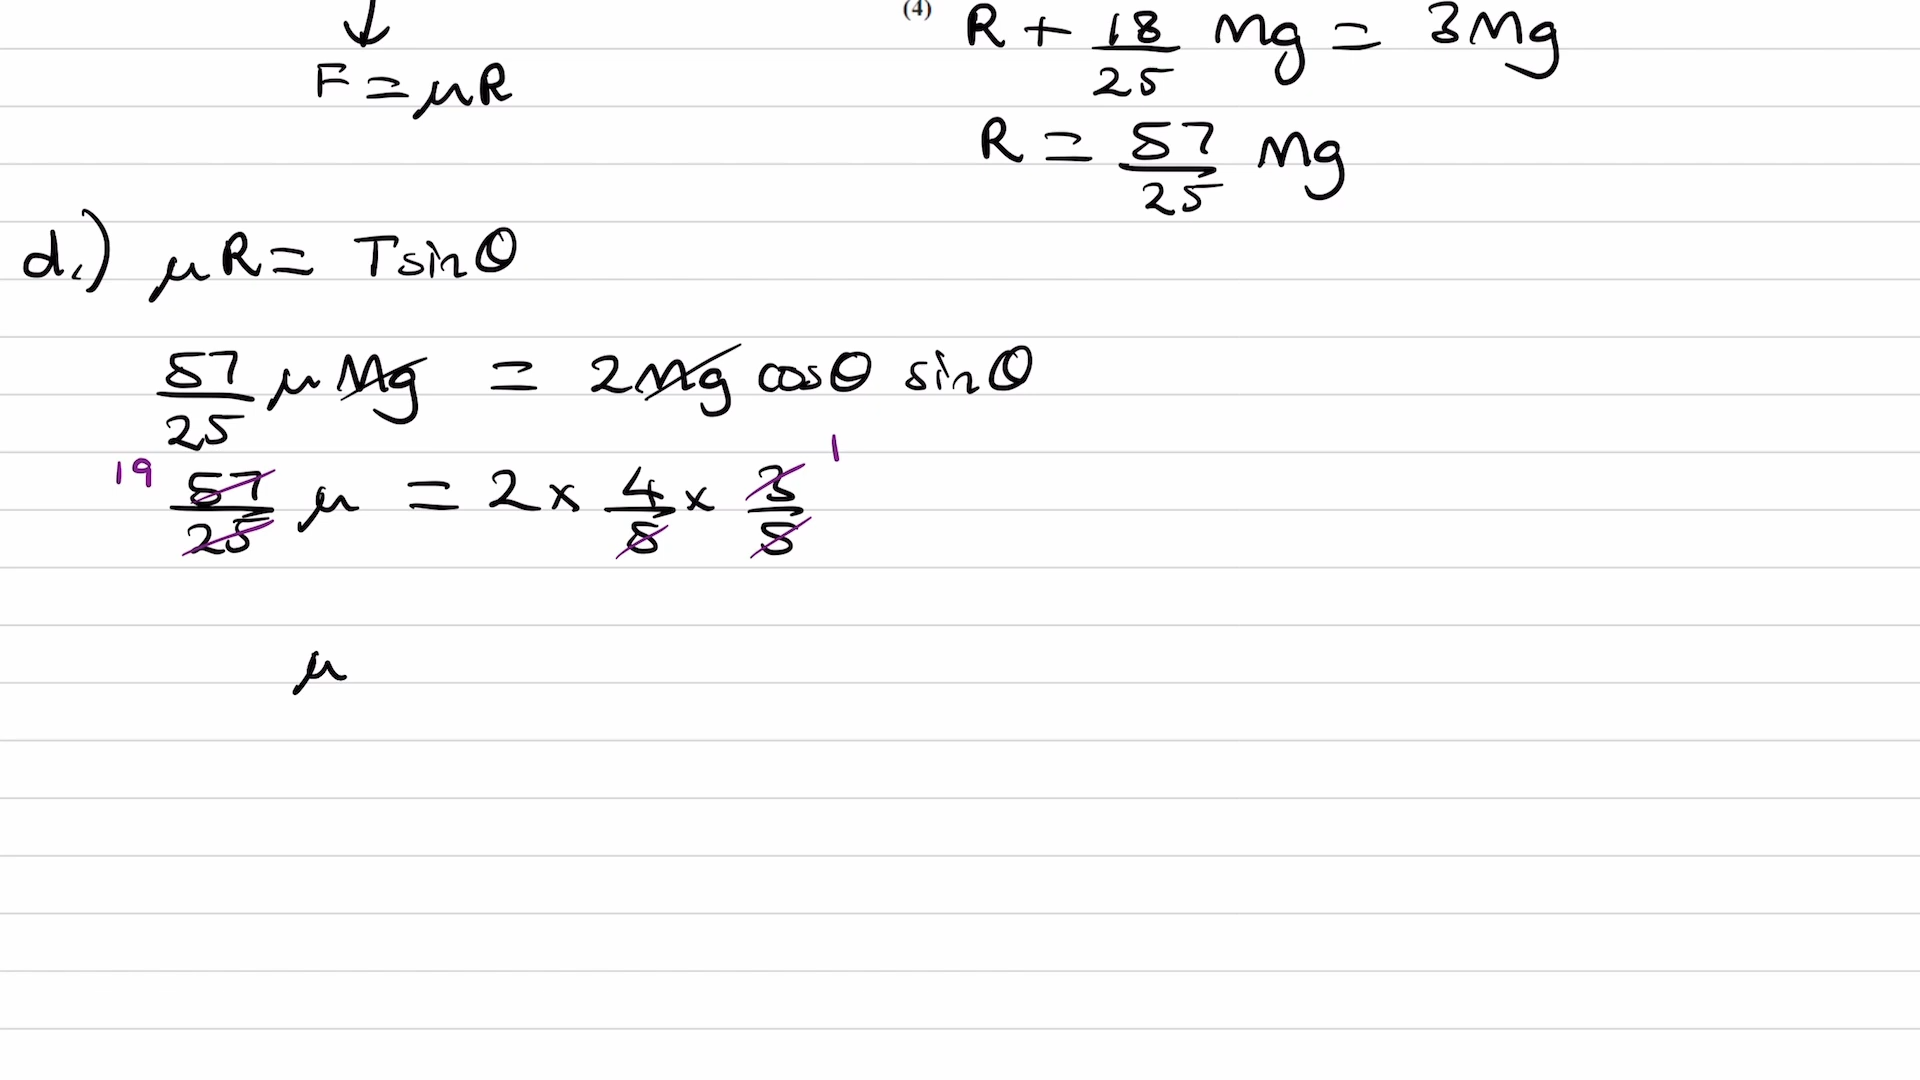 (4) R + 18/25 Mg = 3Mg
F = μR
R = 57/25 Mg
d.) μR = Tsinθ
57/25 μMg = 2Mg cosθ sinθ
19 57/25 μ = 2 x 4/5 x 3/5 1
μ